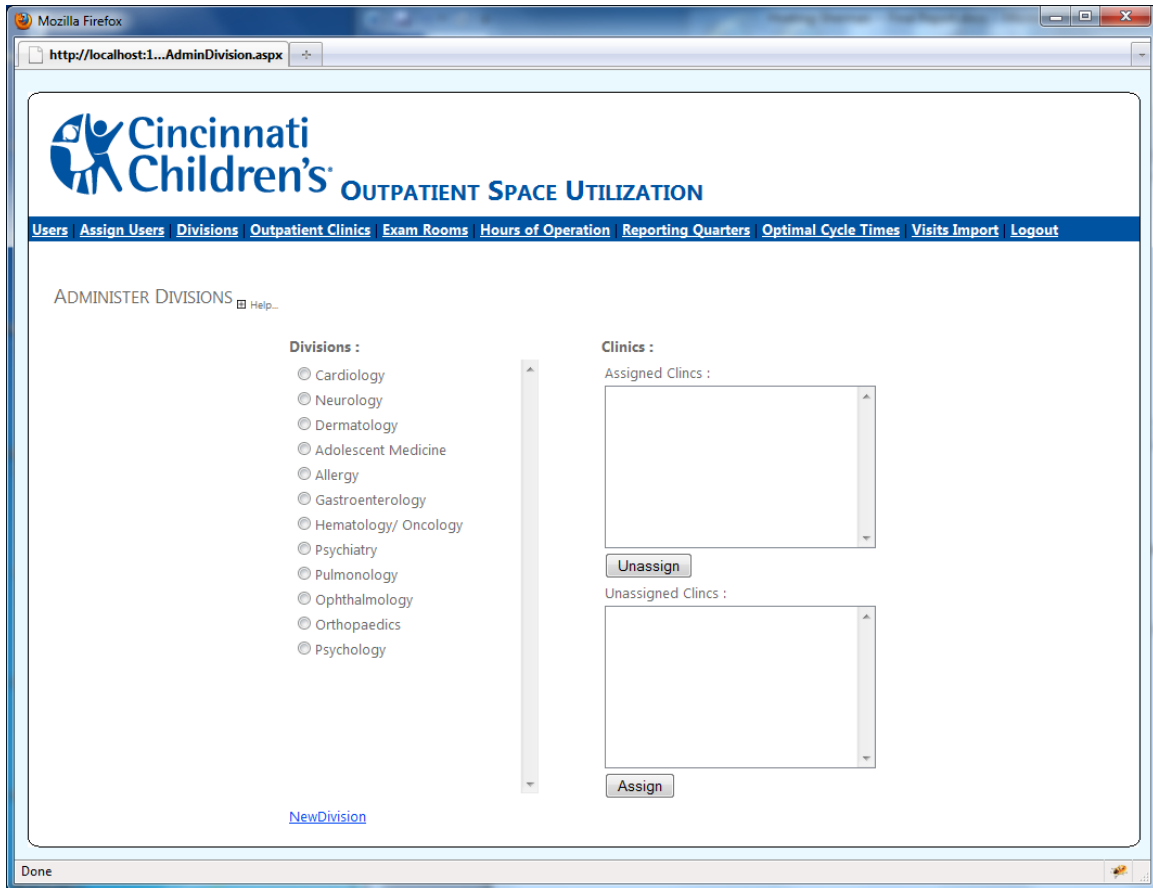 Mozilla Firefox
http://localhost:1...AdminDivision.aspx
Cincinnati
Children's
OUTPATIENT SPACE UTILIZATION
Users | Assign Users | Divisions | Outpatient Clinics | Exam Rooms | Hours of Operation | Reporting Quarters | Optimal Cycle Times | Visits Import | Logout
ADMINISTER DIVISIONS Help...
Divisions :
Cardiology
Neurology
Dermatology
Adolescent Medicine
Allergy
Gastroenterology
Hematology/ Oncology
Psychiatry
Pulmonology
Ophthalmology
Orthopaedics
Psychology
NewDivision
Clinics :
Assigned Clincs :
Unassign
Unassigned Clincs :
Assign
Done